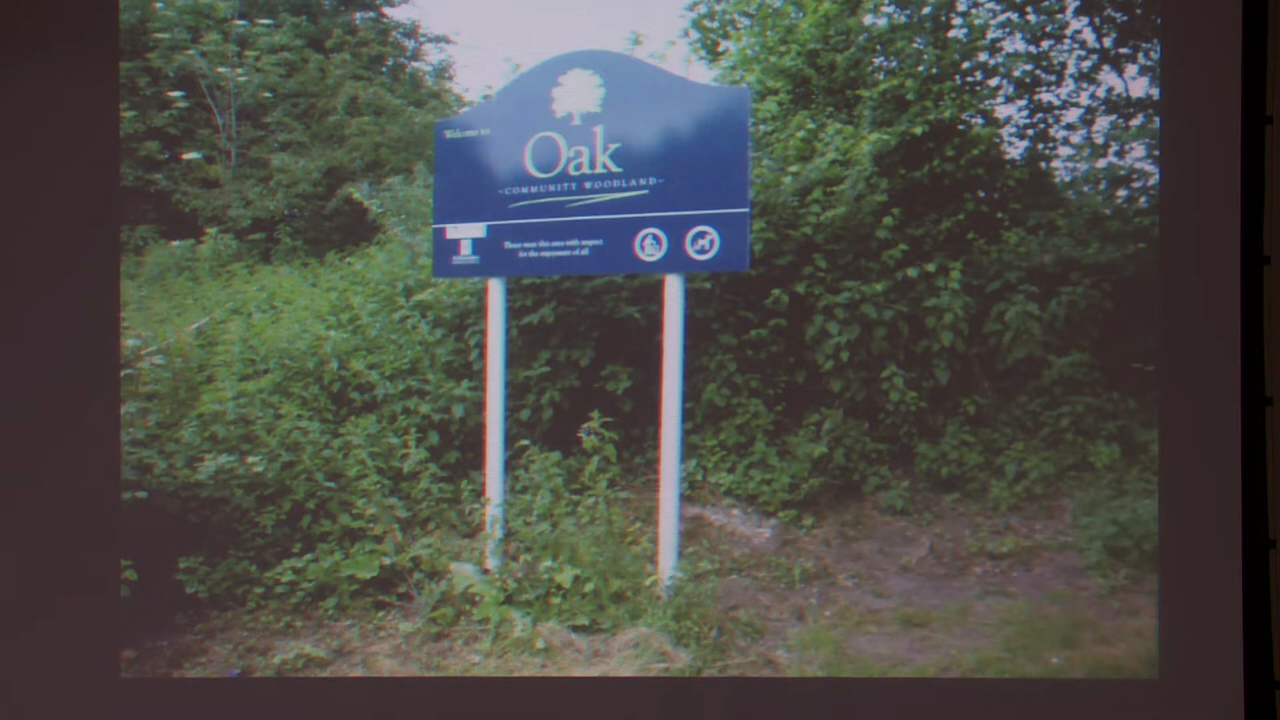 Welcome to
Oak
COMMUNITY WOODLAND
Please treat this area with respect
for the enjoyment of all